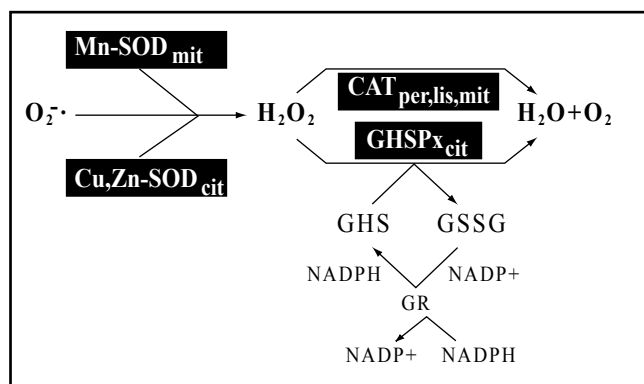 Mn-SOD mit
O2-· H2O2 CAT per,lis,mit H2O+O2
GHSPx cit
Cu,Zn-SOD cit
GHS GSSG
NADPH NADP+
GR
NADP+ NADPH